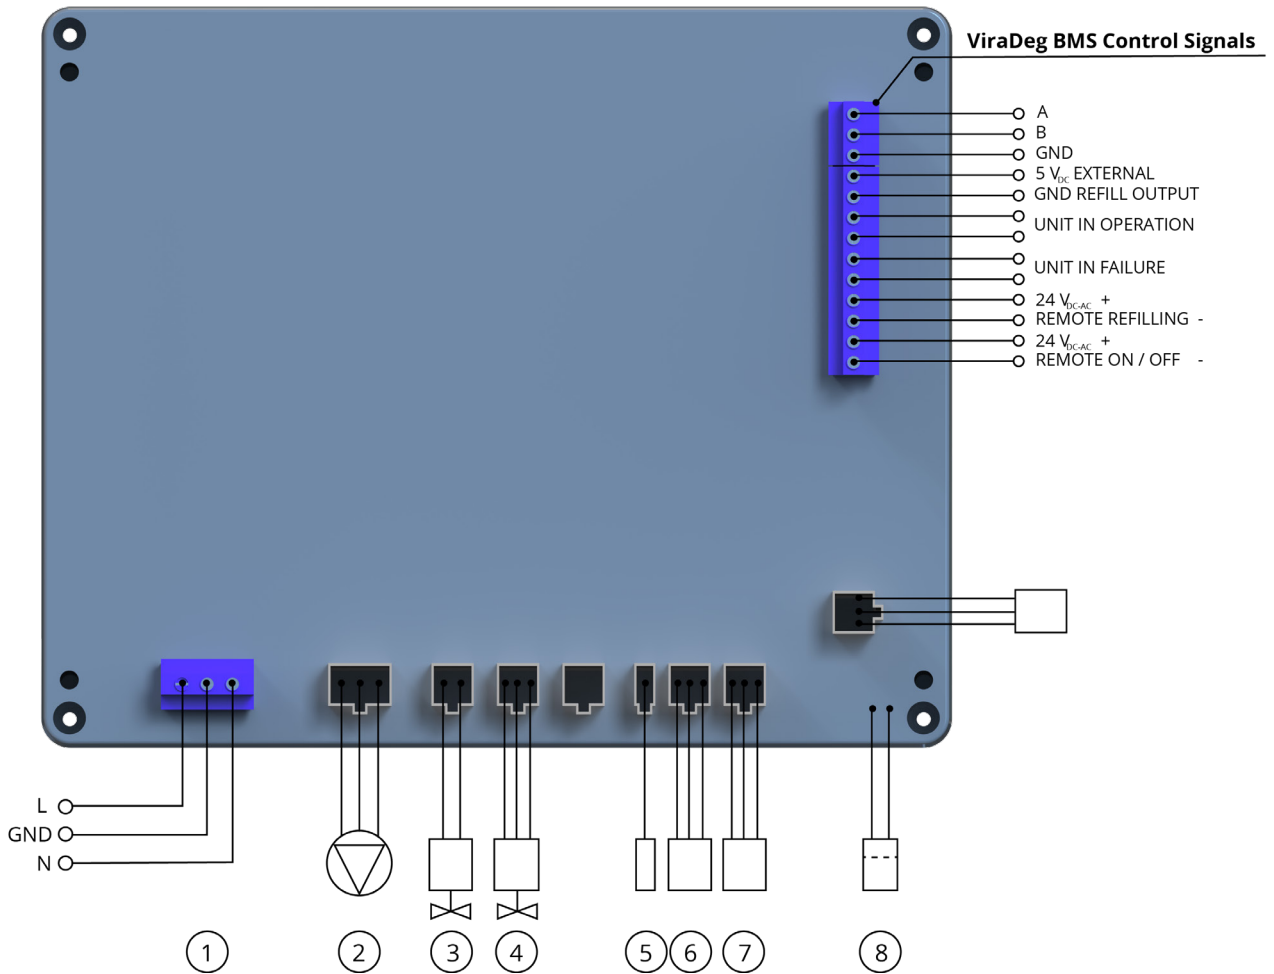 ViraDeg BMS Control Signals
A
B
GND
5 VDC EXTERNAL
GND REFILL OUTPUT
UNIT IN OPERATION
UNIT IN FAILURE
24 VDC-AC +
REMOTE REFILLING -
24 VDC-AC +
REMOTE ON / OFF -
L
GND
N
1 2 3 4 5 6 7 8